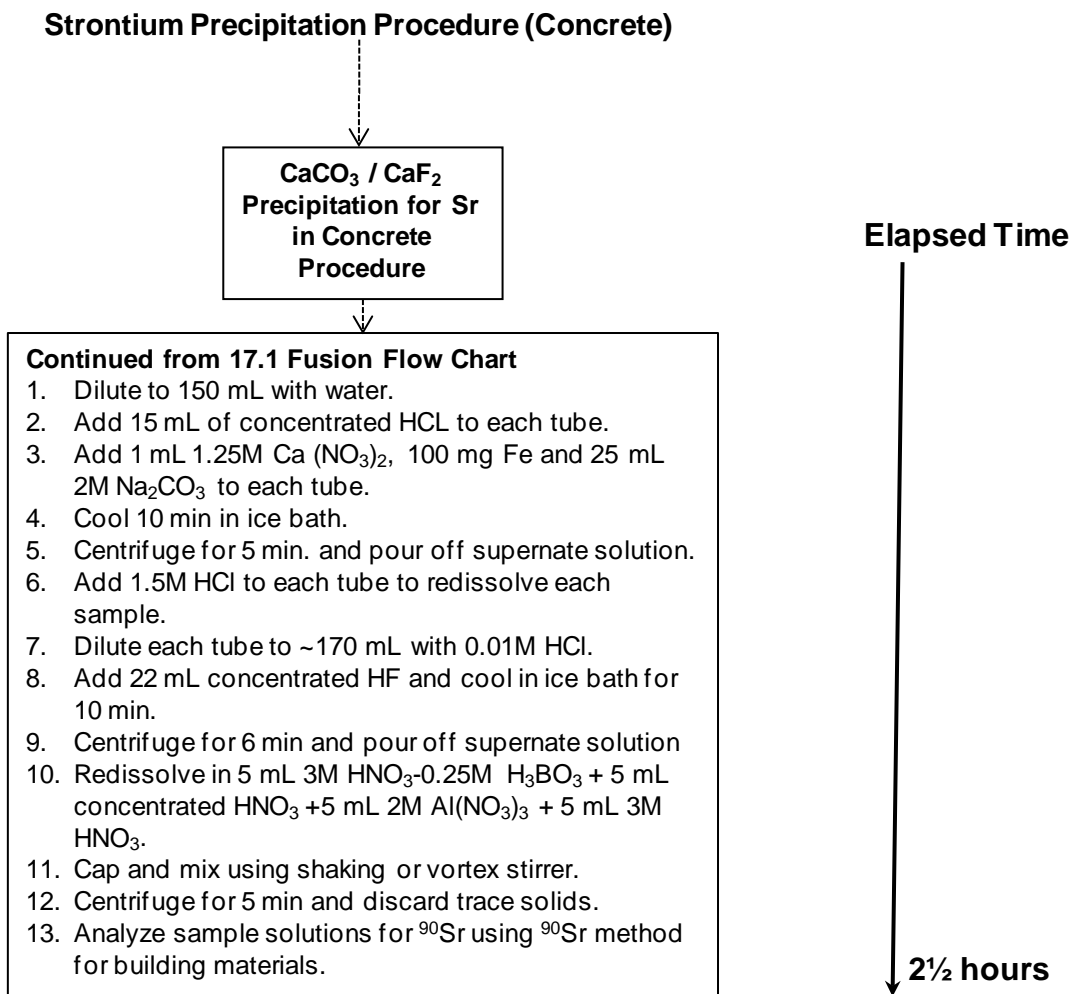 Strontium Precipitation Procedure (Concrete)
CaCO₃ / CaF₂
Precipitation for Sr
in Concrete
Procedure
Elapsed Time
Continued from 17.1 Fusion Flow Chart
1. Dilute to 150 mL with water.
2. Add 15 mL of concentrated HCL to each tube.
3. Add 1 mL 1.25M Ca (NO₃)₂, 100 mg Fe and 25 mL
2M Na₂CO₃ to each tube.
4. Cool 10 min in ice bath.
5. Centrifuge for 5 min. and pour off supernate solution.
6. Add 1.5M HCl to each tube to redissolve each
sample.
7. Dilute each tube to ~170 mL with 0.01M HCl.
8. Add 22 mL concentrated HF and cool in ice bath for
10 min.
9. Centrifuge for 6 min and pour off supernate solution
10. Redissolve in 5 mL 3M HNO₃-0.25M H₃BO₃ + 5 mL
concentrated HNO₃ +5 mL 2M Al(NO₃)₃ + 5 mL 3M
HNO₃.
11. Cap and mix using shaking or vortex stirrer.
12. Centrifuge for 5 min and discard trace solids.
13. Analyze sample solutions for ⁹⁰Sr using ⁹⁰Sr method
for building materials.
2½ hours